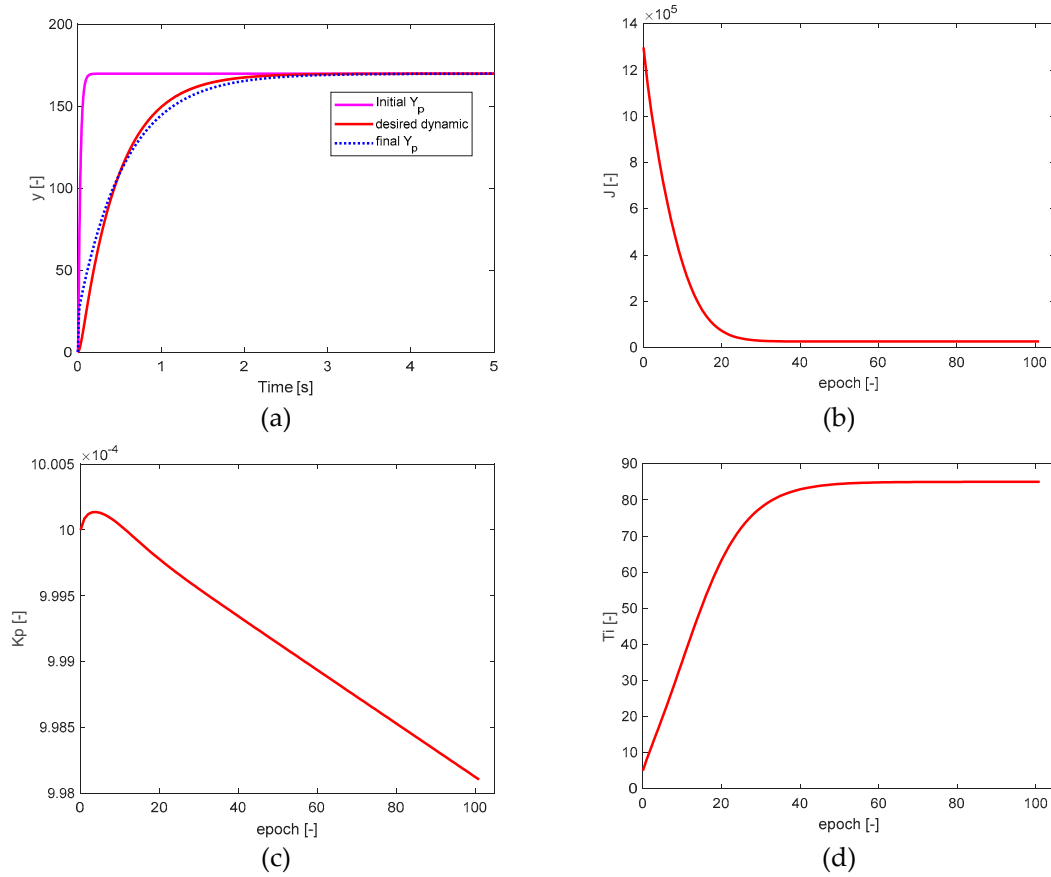 200
150
100
50
0
y [-]
Initial Y_p
desired dynamic
final Y_p
0 1 2 3 4 5
Time [s]
(a)
×10^5
14
12
10
8
6
4
2
0
J [-]
0 20 40 60 80 100
epoch [-]
(b)
×10^-4
10.005
10
9.995
9.99
9.985
9.98
Kp [-]
0 20 40 60 80 100
epoch [-]
(c)
90
80
70
60
50
40
30
20
10
0
Ti [-]
0 20 40 60 80 100
epoch [-]
(d)